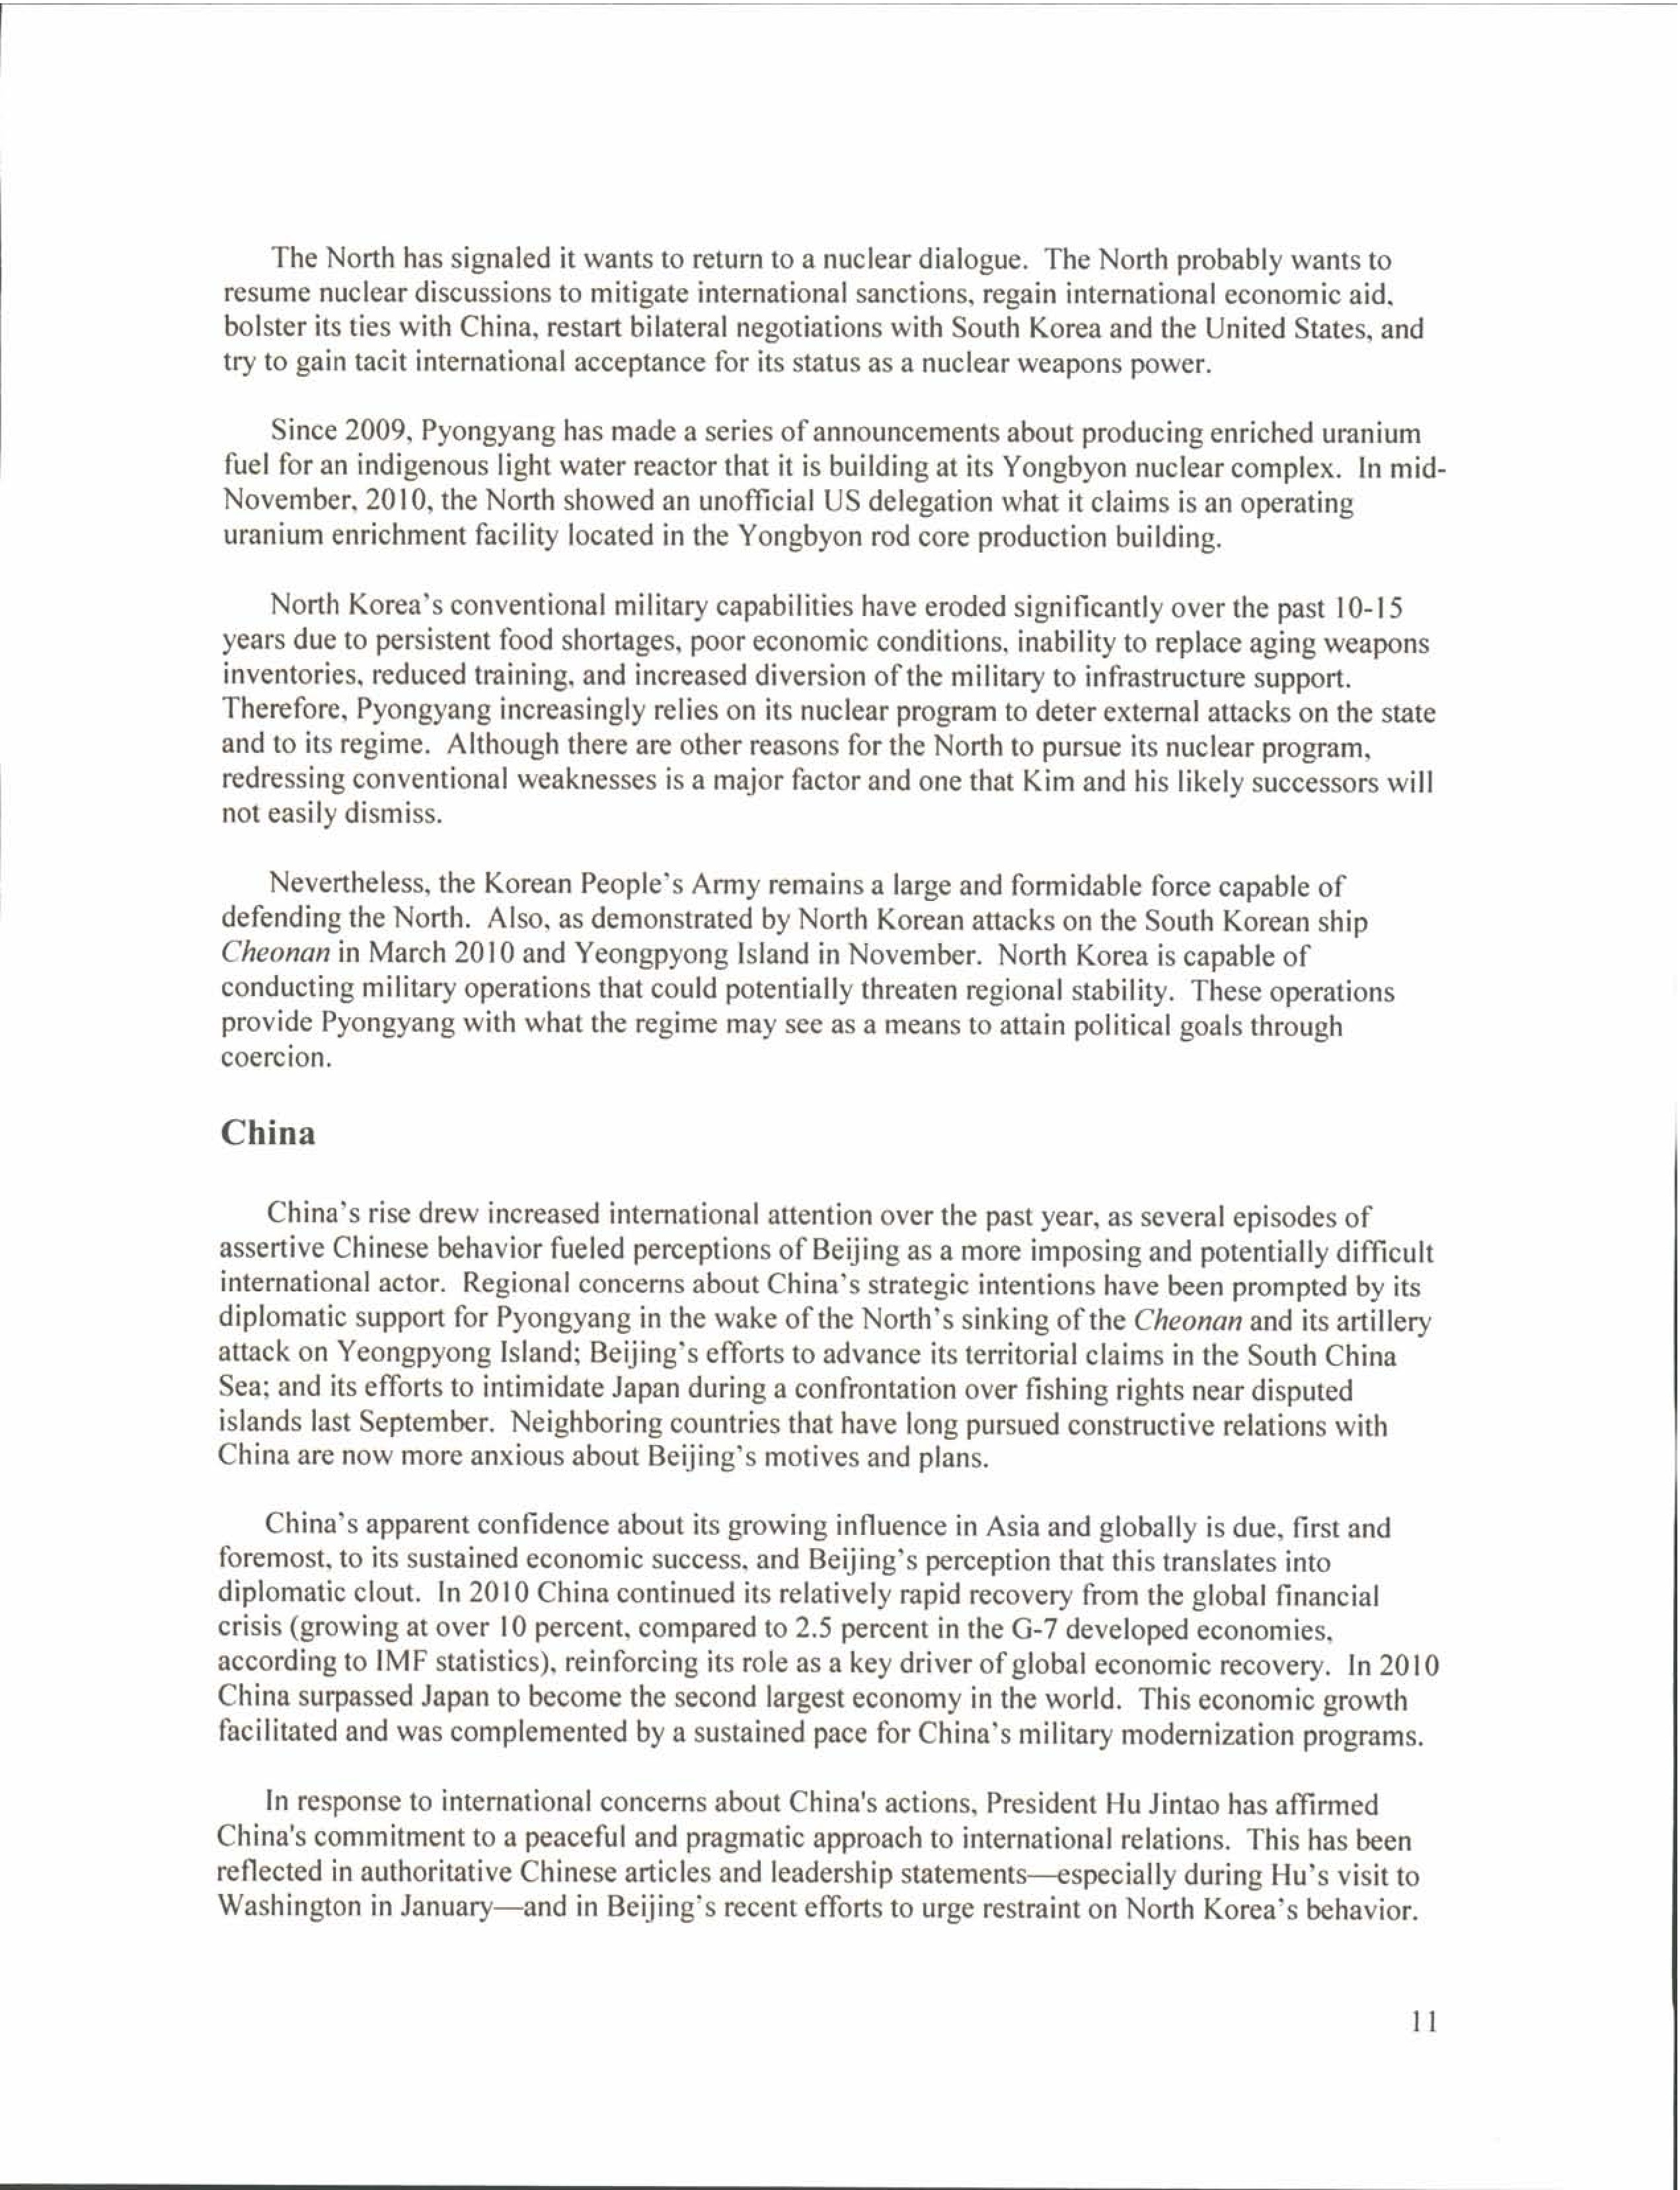 The North has signaled it wants to return to a nuclear dialogue. The North probably wants to
resume nuclear discussions to mitigate international sanctions, regain international economic aid,
bolster its ties with China, restart bilateral negotiations with South Korea and the United States, and
try to gain tacit international acceptance for its status as a nuclear weapons power.
Since 2009, Pyongyang has made a series of announcements about producing enriched uranium
fuel for an indigenous light water reactor that it is building at its Yongbyon nuclear complex. In mid-
November, 2010, the North showed an unofficial US delegation what it claims is an operating
uranium enrichment facility located in the Yongbyon rod core production building.
North Korea's conventional military capabilities have eroded significantly over the past 10-15
years due to persistent food shortages, poor economic conditions, inability to replace aging weapons
inventories, reduced training, and increased diversion of the military to infrastructure support.
Therefore, Pyongyang increasingly relies on its nuclear program to deter external attacks on the state
and to its regime. Although there are other reasons for the North to pursue its nuclear program,
redressing conventional weaknesses is a major factor and one that Kim and his likely successors will
not easily dismiss.
Nevertheless, the Korean People's Army remains a large and formidable force capable of
defending the North. Also, as demonstrated by North Korean attacks on the South Korean ship
Cheonan in March 2010 and Yeongpyong Island in November. North Korea is capable of
conducting military operations that could potentially threaten regional stability. These operations
provide Pyongyang with what the regime may see as a means to attain political goals through
coercion.
China
China's rise drew increased international attention over the past year, as several episodes of
assertive Chinese behavior fueled perceptions of Beijing as a more imposing and potentially difficult
international actor. Regional concerns about China's strategic intentions have been prompted by its
diplomatic support for Pyongyang in the wake of the North's sinking of the Cheonan and its artillery
attack on Yeongpyong Island; Beijing's efforts to advance its territorial claims in the South China
Sea; and its efforts to intimidate Japan during a confrontation over fishing rights near disputed
islands last September. Neighboring countries that have long pursued constructive relations with
China are now more anxious about Beijing's motives and plans.
China's apparent confidence about its growing influence in Asia and globally is due, first and
foremost, to its sustained economic success, and Beijing's perception that this translates into
diplomatic clout. In 2010 China continued its relatively rapid recovery from the global financial
crisis (growing at over 10 percent, compared to 2.5 percent in the G-7 developed economies,
according to IMF statistics), reinforcing its role as a key driver of global economic recovery. In 2010
China surpassed Japan to become the second largest economy in the world. This economic growth
facilitated and was complemented by a sustained pace for China's military modernization programs.
In response to international concerns about China's actions, President Hu Jintao has affirmed
China's commitment to a peaceful and pragmatic approach to international relations. This has been
reflected in authoritative Chinese articles and leadership statements—especially during Hu's visit to
Washington in January—and in Beijing's recent efforts to urge restraint on North Korea's behavior.
11